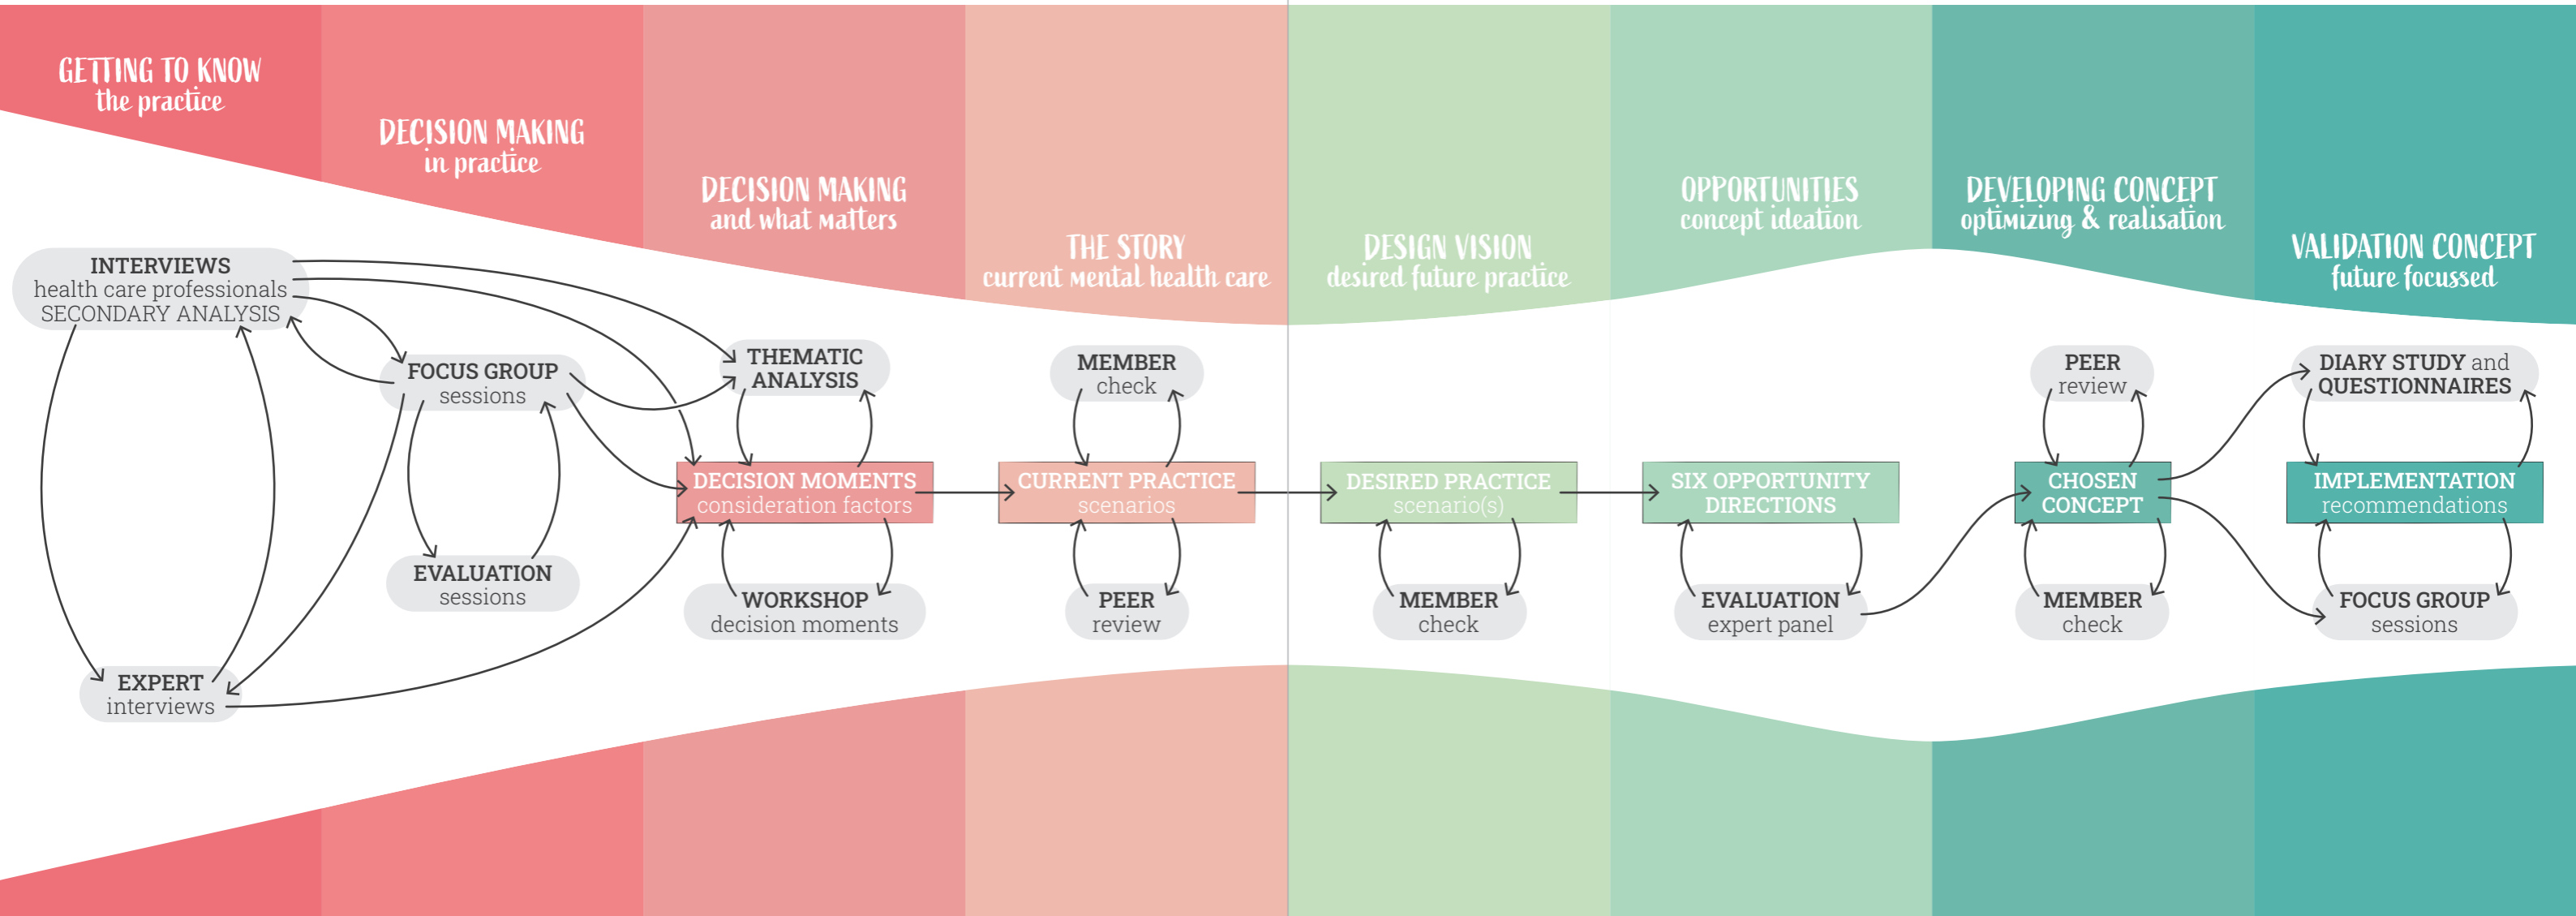 GETTING TO KNOW
the practice
DECISION MAKING
in practice
DECISION MAKING
and what matters
THE STORY
current mental health care
DESIGN VISION
desired future practice
OPPORTUNITIES
concept ideation
DEVELOPING CONCEPT
optimizing & realisation
VALIDATION CONCEPT
future focussed
INTERVIEWS
health care professionals
SECONDARY ANALYSIS
FOCUS GROUP
sessions
EVALUATION
sessions
EXPERT
interviews
THEMATIC
ANALYSIS
DECISION MOMENTS
consideration factors
WORKSHOP
decision moments
MEMBER
check
CURRENT PRACTICE
scenarios
PEER
review
DESIRED PRACTICE
scenario(s)
MEMBER
check
SIX OPPORTUNITY
DIRECTIONS
EVALUATION
expert panel
PEER
review
CHOSEN
CONCEPT
MEMBER
check
DIARY STUDY and
QUESTIONNAIRES
IMPLEMENTATION
recommendations
FOCUS GROUP
sessions